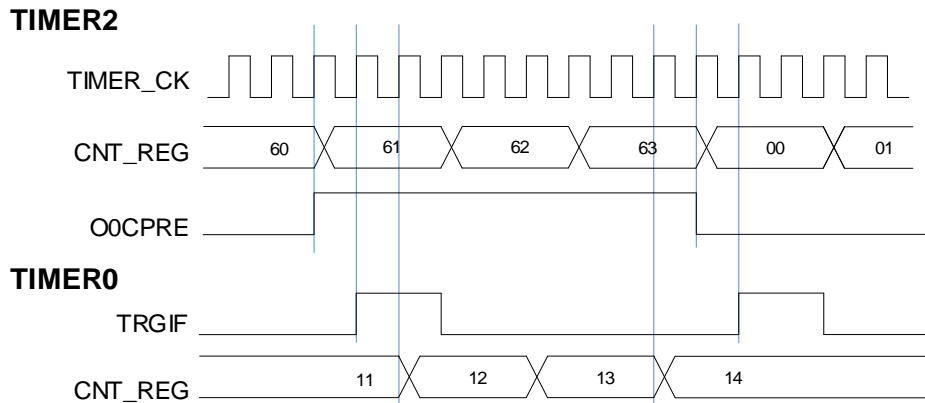 TIMER2
TIMER_CK
CNT_REG 60 61 62 63 00 01
O0CPRE
TIMER0
TRGIF
CNT_REG 11 12 13 14